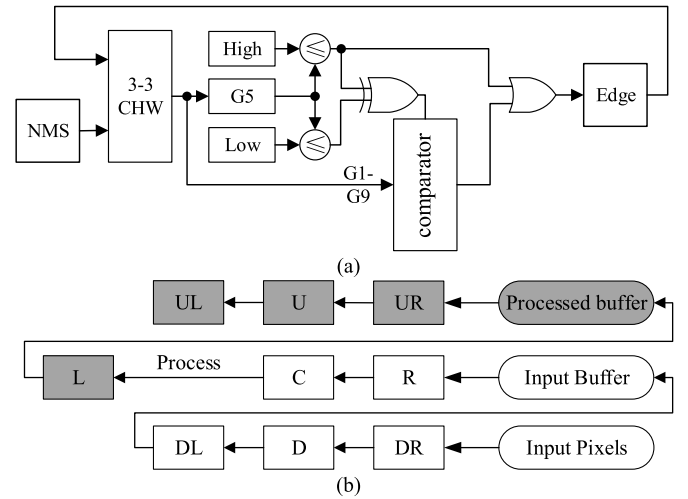 High
≤
3-3
CHW
G5
Edge
NMS
Low
≤
G1-
G9
comparator
(a)
UL
U
UR
Processed buffer
L
Process
C
R
Input Buffer
DL
D
DR
Input Pixels
(b)